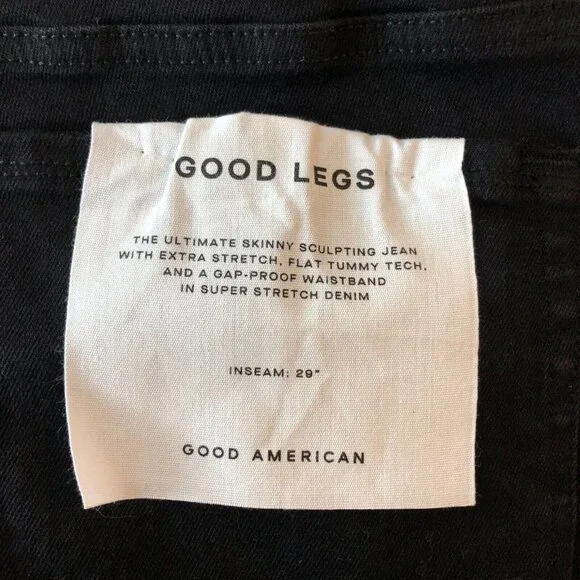 GOOD LEGS
THE ULTIMATE SKINNY SCULPTING JEAN
WITH EXTRA STRETCH, FLAT TUMMY TECH,
AND A GAP-PROOF WAISTBAND
IN SUPER STRETCH DENIM
INSEAM: 29"
GOOD AMERICAN